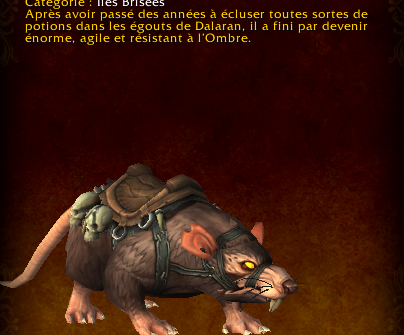 Catégorie : Îles Brisées
Après avoir passé des années à écluser toutes sortes de
potions dans les égouts de Dalaran, il a fini par devenir
énorme, agile et résistant à l'Ombre.